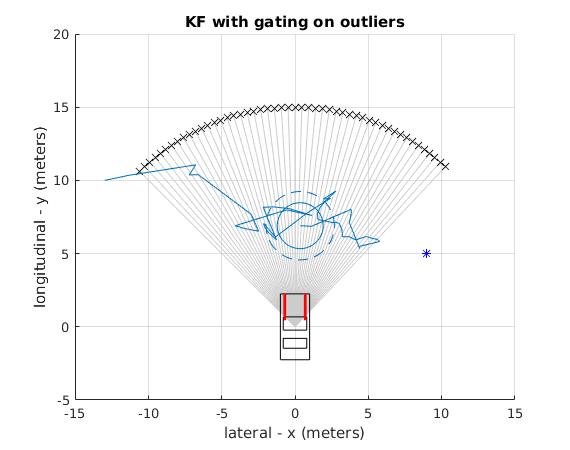 KF with gating on outliers
20
15
10
5
0
-5
longitudinal - y (meters)
-15 -10 -5 0 5 10 15
lateral - x (meters)